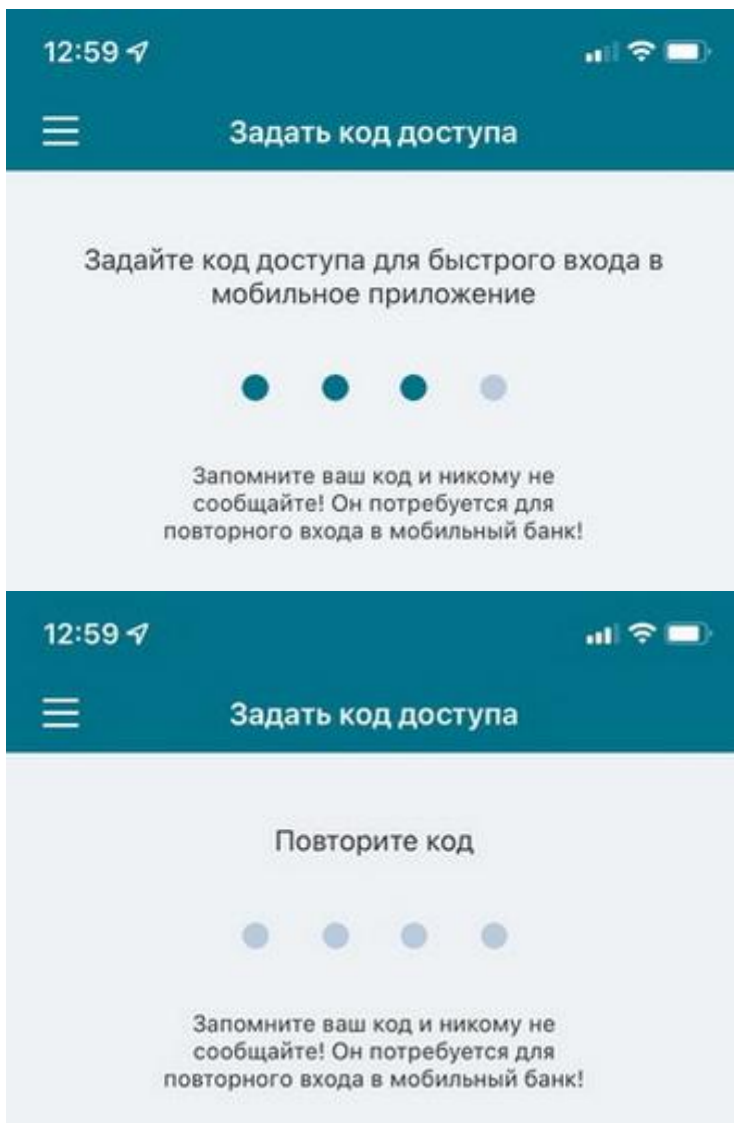 12:59
Задать код доступа
Задайте код доступа для быстрого входа в
мобильное приложение
Запомните ваш код и никому не
сообщайте! Он потребуется для
повторного входа в мобильный банк!
12:59
Задать код доступа
Повторите код
Запомните ваш код и никому не
сообщайте! Он потребуется для
повторного входа в мобильный банк!